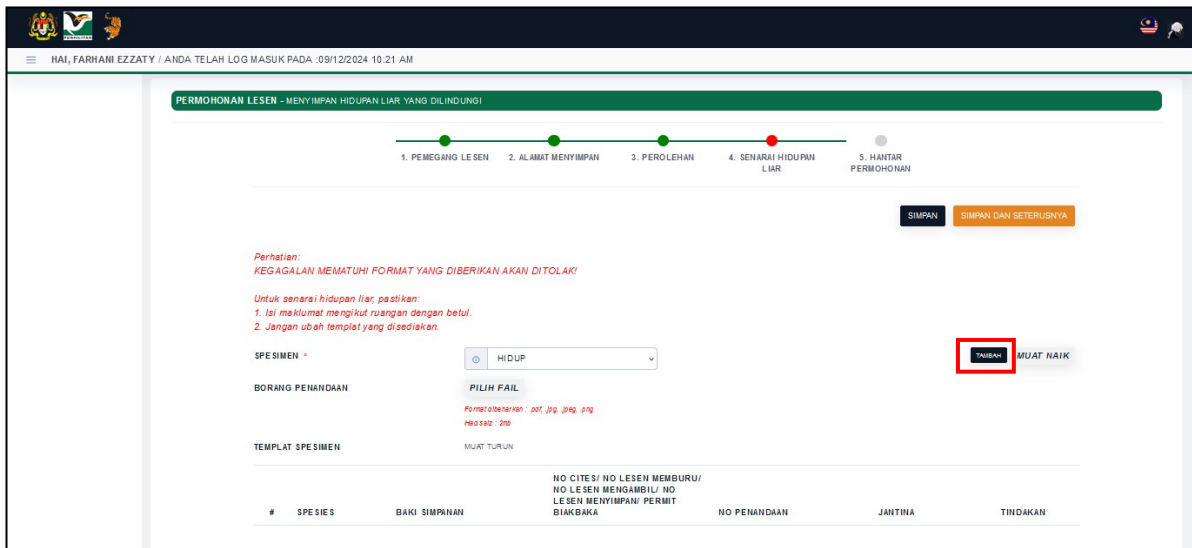 PERHILITAN
HAI, FARHANI EZZATY / ANDA TELAH LOG MASUK PADA :09/12/2024 10:21 AM
PERMOHONAN LESEN - MENYIMPAN HIDUPAN LIAR YANG DILINDUNGI
1. PEMEGANG LESEN
2. ALAMAT MENYIMPAN
3. PEROLEHAN
4. SENARAI HIDUPAN
LIAR
5. HANTAR
PERMOHONAN
SIMPAN
SIMPAN DAN SETERUSNYA
Perhatian:
KEGAGALAN MEMATUHI FORMAT YANG DIBERIKAN AKAN DITOLAK!
Untuk senarai hidupan liar, pastikan:
1. Isi maklumat mengikut ruangan dengan betul.
2. Jangan ubah templat yang disediakan.
SPESIMEN *
HIDUP
TAMBAH
MUAT NAIK
BORANG PENANDAAN
PILIH FAIL
Format dibenarkan : .pdf, .jpg, .jpeg, .png
Had saiz : 2mb
TEMPLAT SPESIMEN
MUAT TURUN
#
SPESIES
BAKI SIMPANAN
NO CITES/ NO LESEN MEMBURU/
NO LESEN MENGAMBIL/ NO
LESEN MENYIMPAN/ PERMIT
BIAKBAKA
NO PENANDAAN
JANTINA
TINDAKAN